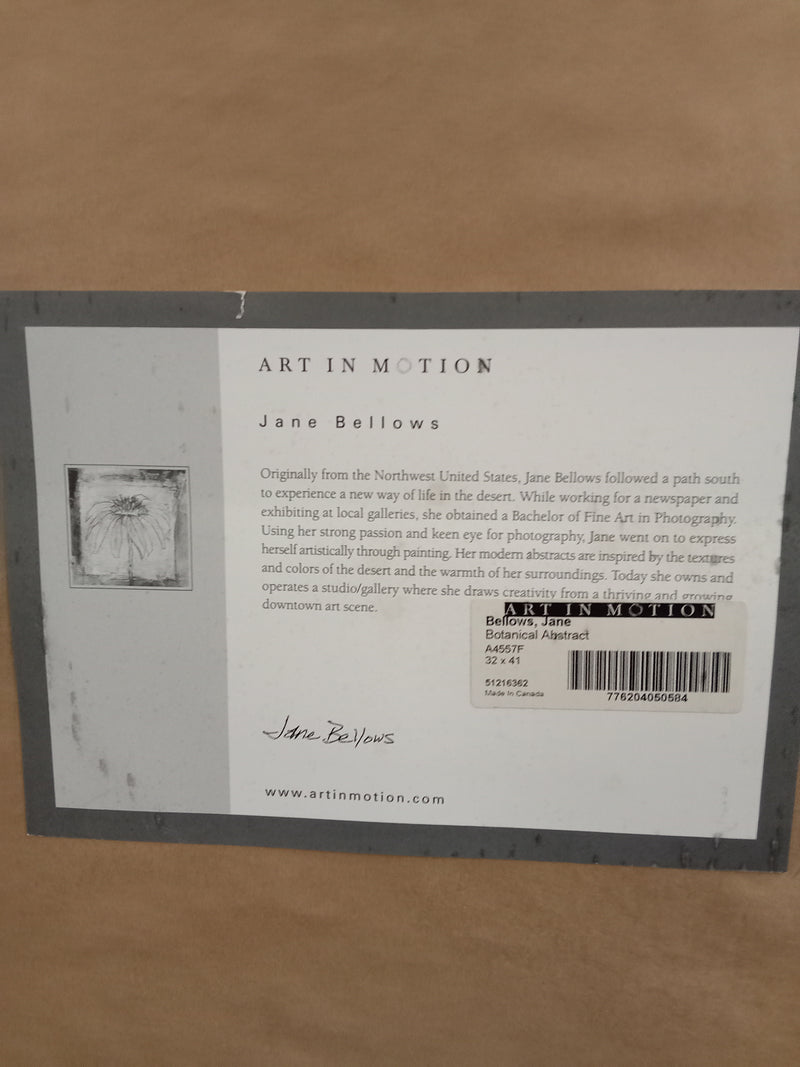 ART IN MOTION
Jane Bellows
Originally from the Northwest United States, Jane Bellows followed a path south
to experience a new way of life in the desert. While working for a newspaper and
exhibiting at local galleries, she obtained a Bachelor of Fine Art in Photography.
Using her strong passion and keen eye for photography, Jane went on to express
herself artistically through painting. Her modern abstracts are inspired by the textures
and colors of the desert and the warmth of her surroundings. Today she owns and
operates a studio/gallery where she draws creativity from a thriving and growing
downtown art scene.
ART IN MOTION
Bellows, Jane
Botanical Abstract
A4557F
32 x 41
51216362
Made In Canada
776204050584
Jane Bellows
www.artinmotion.com